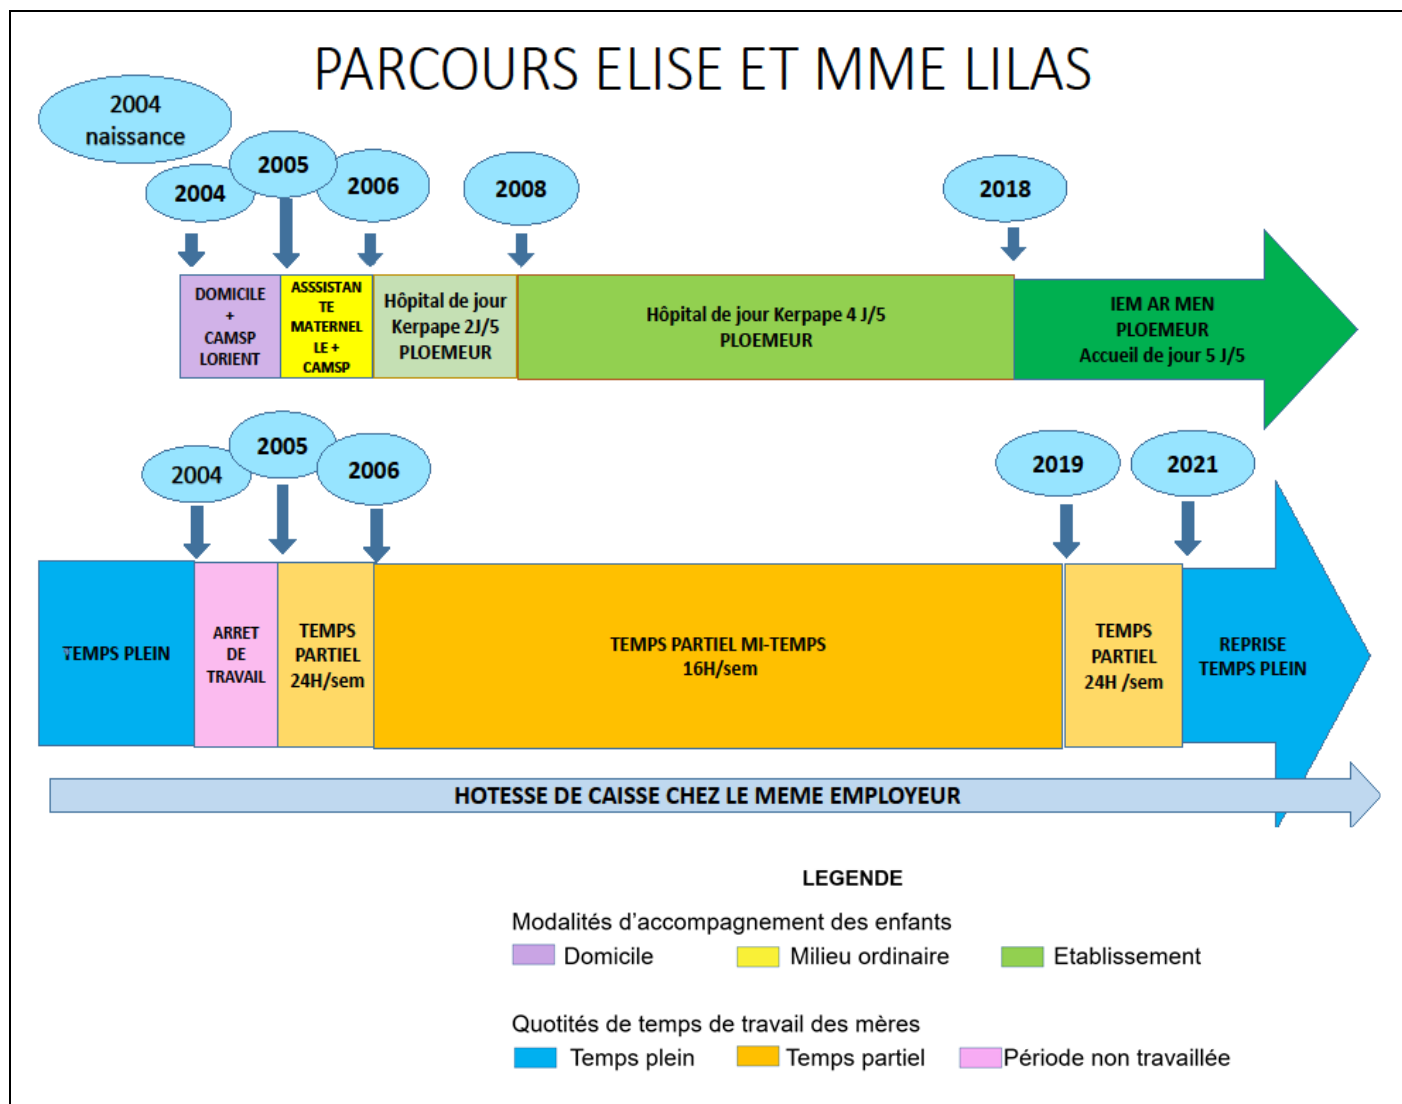 PARCOURS ELISE ET MME LILAS
2004
naissance
2004
2005
2006
2008
2018
DOMICILE
+
CAMSP
LORIENT
ASSSISTAN
TE
MATERNEL
LE +
CAMSP
Hôpital de jour
Kerpape 2J/5
PLOEMEUR
Hôpital de jour Kerpape 4 J/5
PLOEMEUR
IEM AR MEN
PLOEMEUR
Accueil de jour 5 J/5
2004
2005
2006
2019
2021
TEMPS PLEIN
ARRET
DE
TRAVAIL
TEMPS
PARTIEL
24H/sem
TEMPS PARTIEL MI-TEMPS
16H/sem
TEMPS
PARTIEL
24H /sem
REPRISE
TEMPS PLEIN
HOTESSE DE CAISSE CHEZ LE MEME EMPLOYEUR
LEGENDE
Modalités d’accompagnement des enfants
Domicile
Milieu ordinaire
Etablissement
Quotités de temps de travail des mères
Temps plein
Temps partiel
Période non travaillée